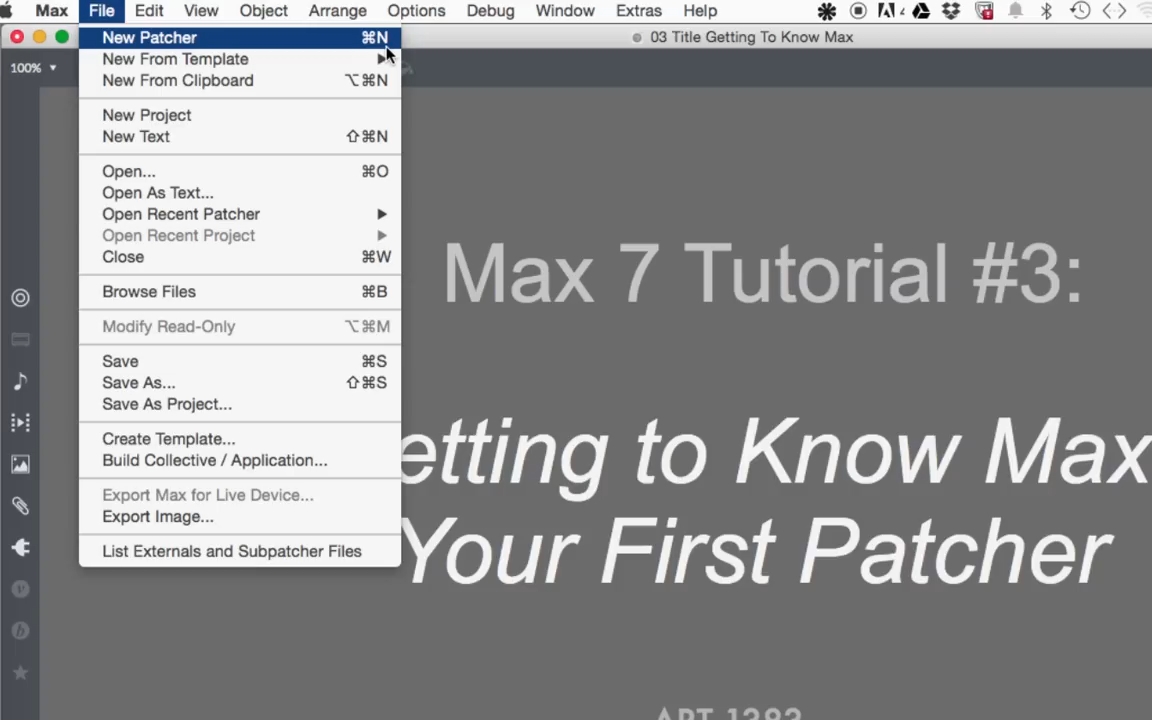 Max File Edit View Object Arrange Options Debug Window Extras Help
03 Title Getting To Know Max
100%
New Patcher ⌘N
New From Template
New From Clipboard ⌥⌘N
New Project
New Text ⇧⌘N
Open... ⌘O
Open As Text...
Open Recent Patcher
Open Recent Project
Close ⌘W
Browse Files ⌘B
Modify Read-Only ⌥⌘M
Save ⌘S
Save As... ⇧⌘S
Save As Project...
Create Template...
Build Collective / Application...
Export Max for Live Device...
Export Image...
List Externals and Subpatcher Files
Max 7 Tutorial #3:
etting to Know Max
Your First Patcher
ART 1383